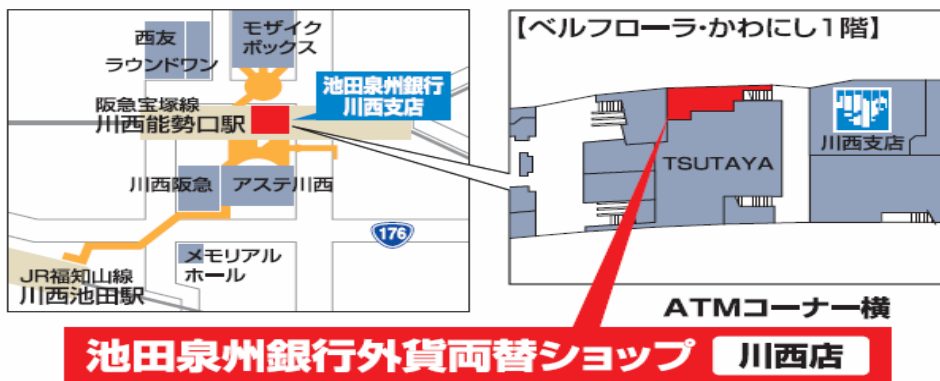 西友
ラウンドワン
モザイク
ボックス
池田泉州銀行
川西支店
阪急宝塚線
川西能勢口駅
川西阪急
アステ川西
176
メモリアル
ホール
JR福知山線
川西池田駅
【ベルフローラ・かわにし1階】
TSUTAYA
川西支店
ATMコーナー横
池田泉州銀行外貨両替ショップ 川西店